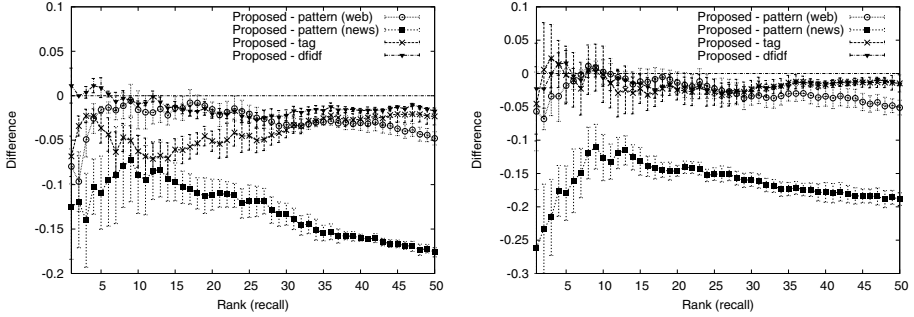 Proposed - pattern (web)
Proposed - pattern (news)
Proposed - tag
Proposed - dfidf
0.1
0.05
0
-0.05
-0.1
-0.15
-0.2
Difference
5 10 15 20 25 30 35 40 45 50
Rank (recall)
Proposed - pattern (web)
Proposed - pattern (news)
Proposed - tag
Proposed - dfidf
0.1
0.05
0
-0.05
-0.1
-0.15
-0.2
-0.25
-0.3
Difference
5 10 15 20 25 30 35 40 45 50
Rank (recall)